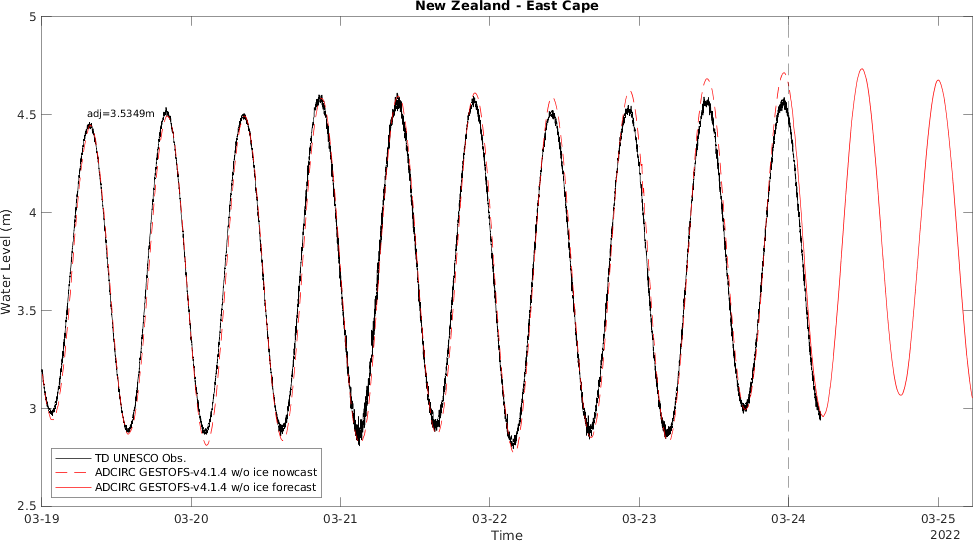 New Zealand - East Cape
5
4.5
4
3.5
3
2.5
Water Level (m)
adj=3.5349m
TD UNESCO Obs.
ADCIRC GESTOFS-v4.1.4 w/o ice nowcast
ADCIRC GESTOFS-v4.1.4 w/o ice forecast
03-19 03-20 03-21 03-22 03-23 03-24 03-25
Time
2022